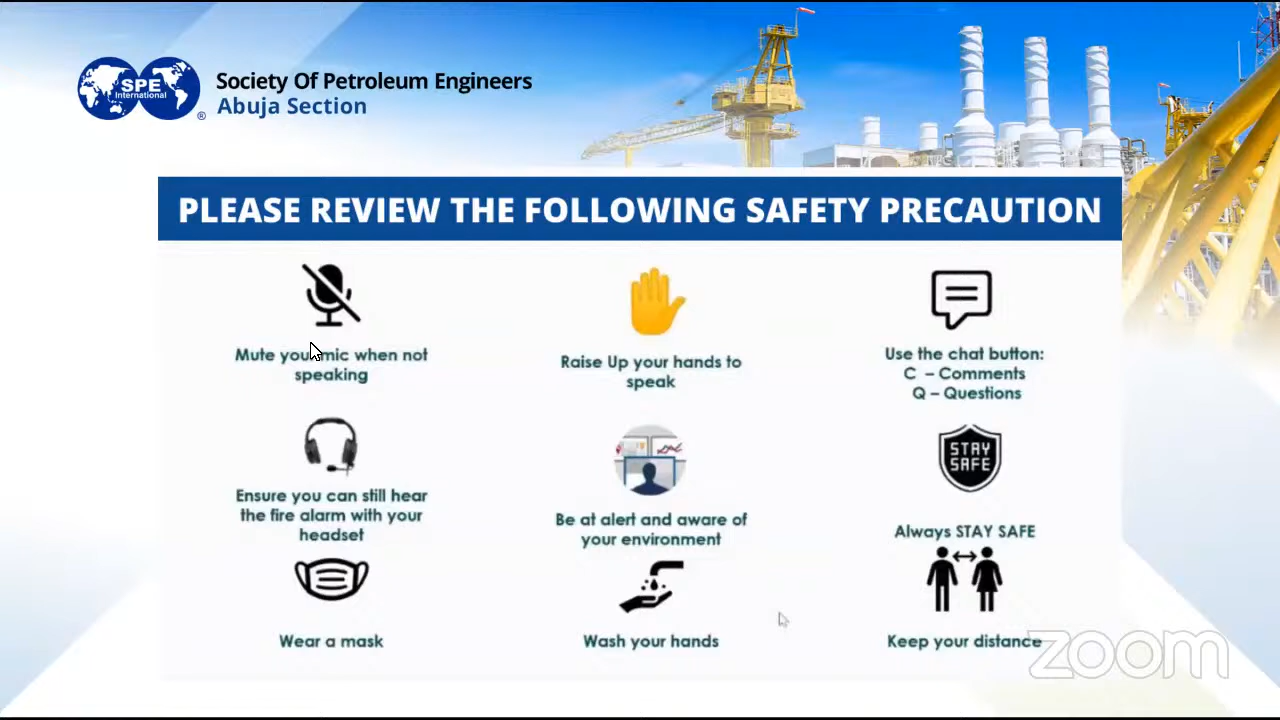 SPE
International
®
Society Of Petroleum Engineers
Abuja Section
PLEASE REVIEW THE FOLLOWING SAFETY PRECAUTION
Mute your mic when not
speaking
Raise Up your hands to
speak
Use the chat button:
C – Comments
Q – Questions
Ensure you can still hear
the fire alarm with your
headset
Be at alert and aware of
your environment
STAY
SAFE
Always STAY SAFE
Wear a mask
Wash your hands
Keep your distance
zoom